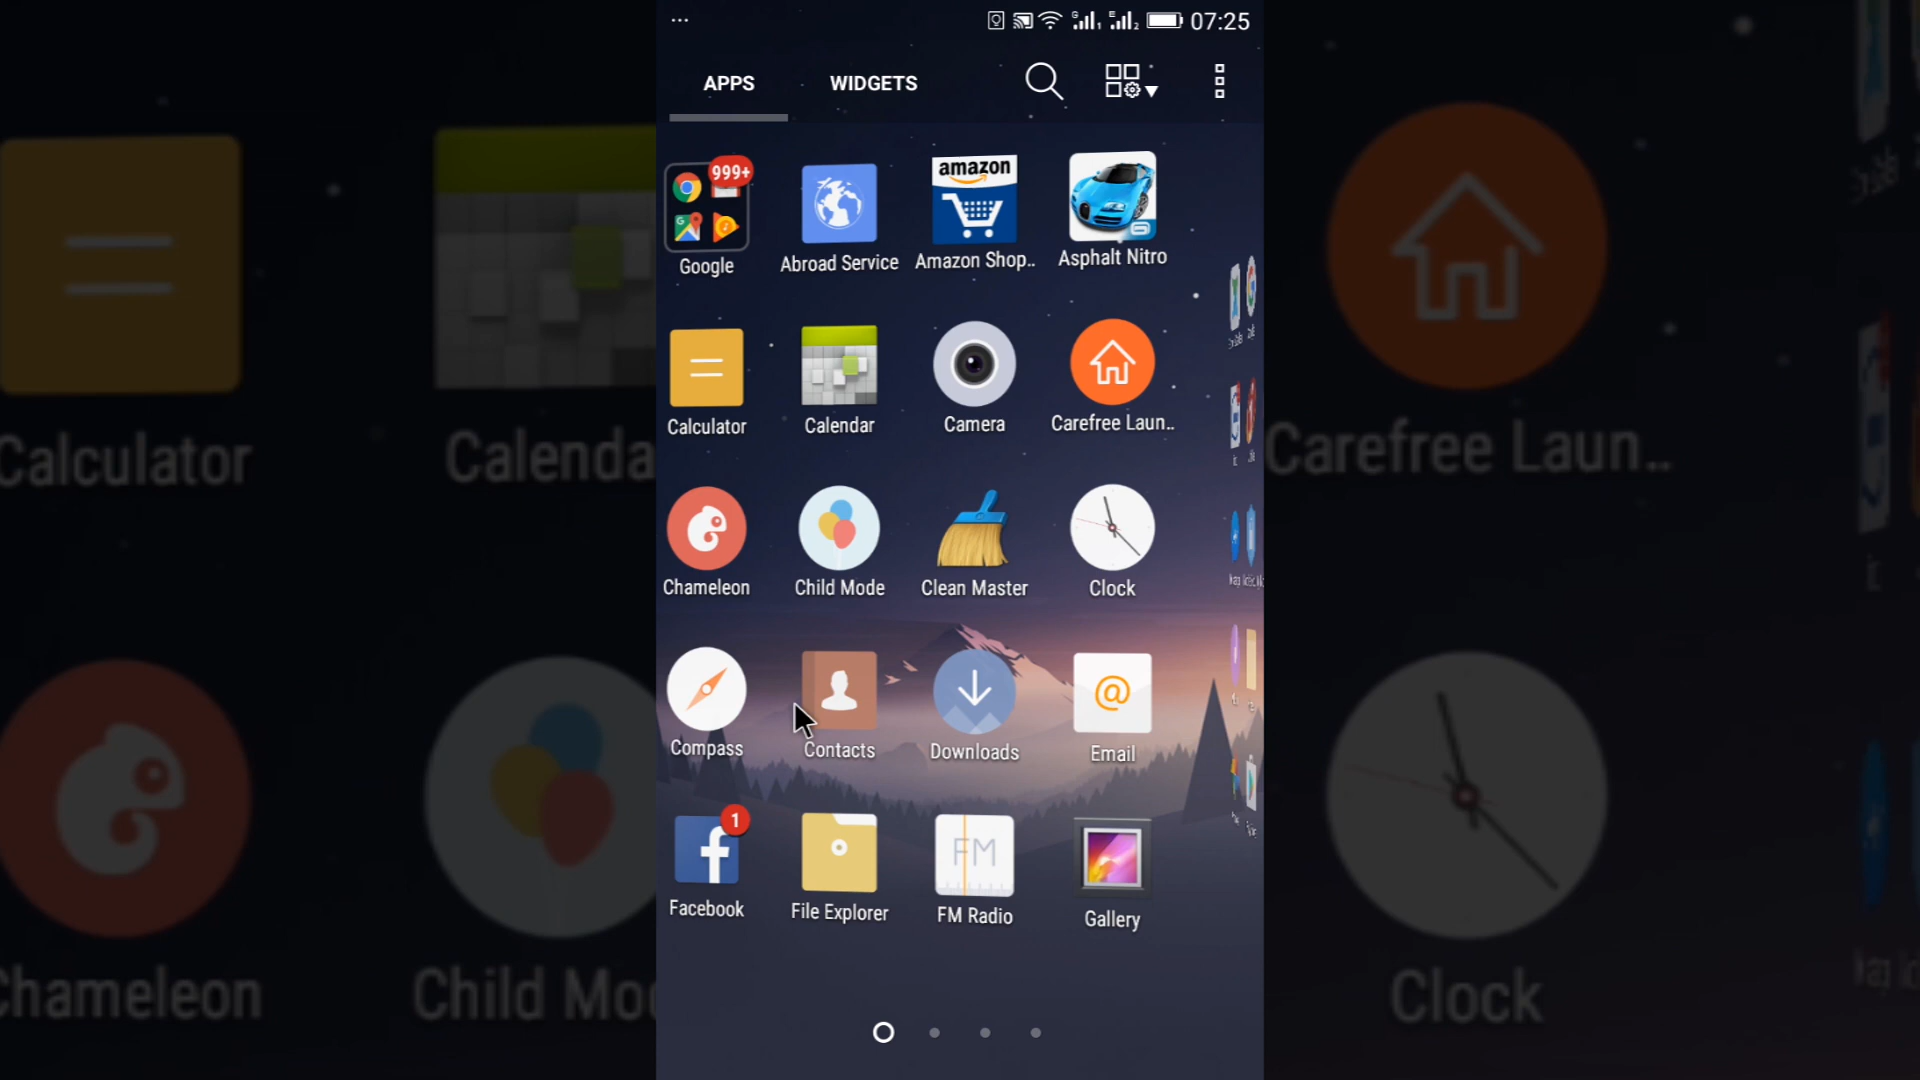 ... 07:25
APPS WIDGETS
999+ amazon
Google Abroad Service Amazon Shop.. Asphalt Nitro
Calculator Calendar Camera Carefree Laun..
Chameleon Child Mode Clean Master Clock
@
Compass Contacts Downloads Email
1 f FM
Facebook File Explorer FM Radio Gallery
Calculator Calenda Carefree Laun..
Chameleon Child Mo Clock